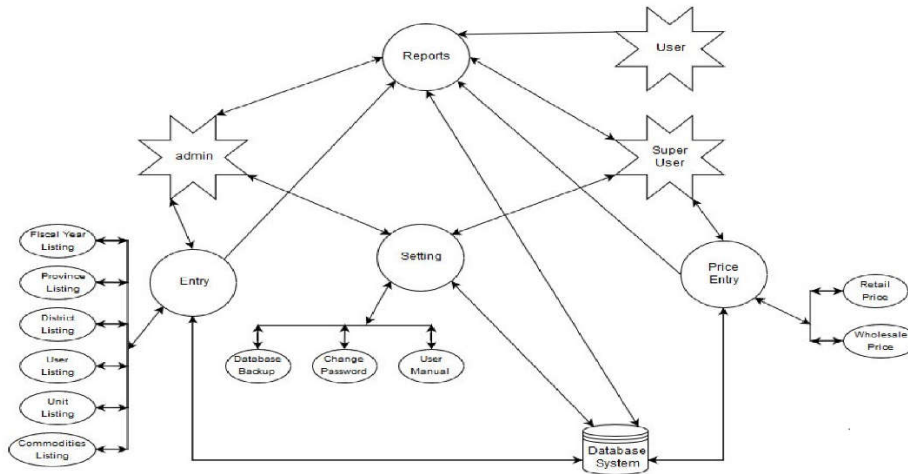 Reports
User
admin
Super
User
Fiscal Year
Listing
Province
Listing
District
Listing
User
Listing
Unit
Listing
Commodities
Listing
Entry
Setting
Price
Entry
Retail
Price
Wholesale
Price
Database
Backup
Change
Password
User
Manual
Database
System